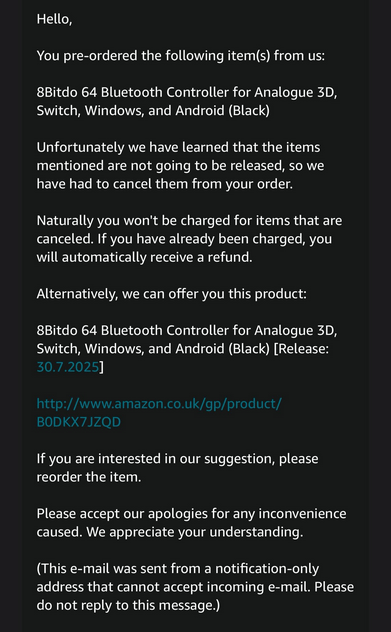 Hello,
You pre-ordered the following item(s) from us:
8Bitdo 64 Bluetooth Controller for Analogue 3D,
Switch, Windows, and Android (Black)
Unfortunately we have learned that the items
mentioned are not going to be released, so we
have had to cancel them from your order.
Naturally you won't be charged for items that are
canceled. If you have already been charged, you
will automatically receive a refund.
Alternatively, we can offer you this product:
8Bitdo 64 Bluetooth Controller for Analogue 3D,
Switch, Windows, and Android (Black) [Release:
30.7.2025]
http://www.amazon.co.uk/gp/product/
B0DKX7JZQD
If you are interested in our suggestion, please
reorder the item.
Please accept our apologies for any inconvenience
caused. We appreciate your understanding.
(This e-mail was sent from a notification-only
address that cannot accept incoming e-mail. Please
do not reply to this message.)